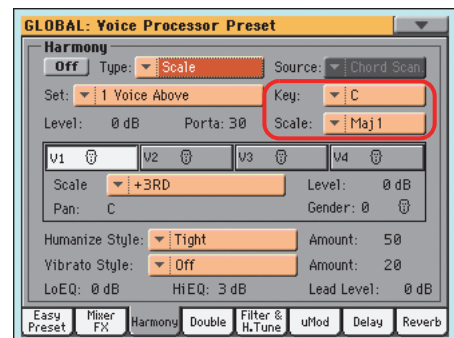 GLOBAL: Voice Processor Preset
Harmony
Off Type: Scale Source: Chord Scan
Set: 1 Voice Above Key: C
Level: 0 dB Porta: 30 Scale: Maj1
V1 V2 V3 V4
Scale +3RD Level: 0 dB
Pan: C Gender: 0
Humanize Style: Tight Amount: 50
Vibrato Style: Off Amount: 20
LoEQ: 0 dB HiEQ: 3 dB Lead Level: 0 dB
Easy Preset Mixer FX Harmony Double Filter & H.Tune uMod Delay Reverb